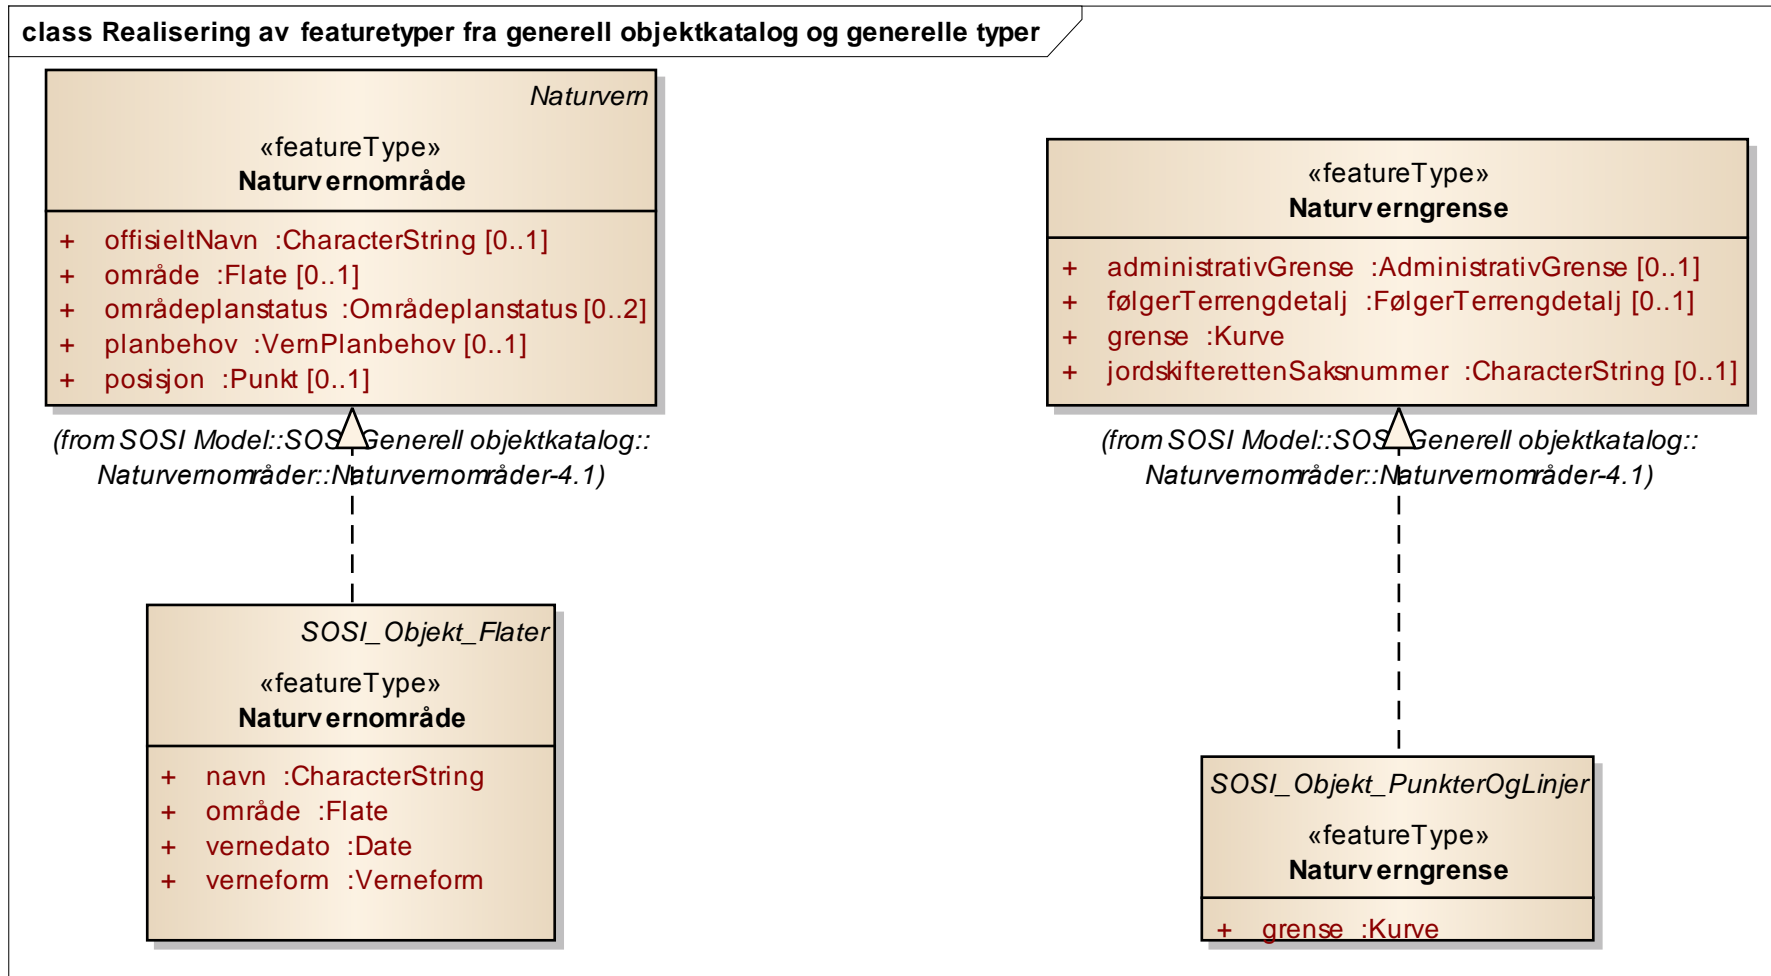 class Realisering av featuretyper fra generell objektkatalog og generelle typer
Naturvern
«featureType»
Naturvernområde
+ offisieltNavn :CharacterString [0..1]
+ område :Flate [0..1]
+ områdeplanstatus :Områdeplanstatus [0..2]
+ planbehov :VernPlanbehov [0..1]
+ posisjon :Punkt [0..1]
(from SOSI Model::SOSI Generell objektkatalog::
Naturvernområder::Naturvernområder-4.1)
SOSI_Objekt_Flater
«featureType»
Naturvernområde
+ navn :CharacterString
+ område :Flate
+ vernedato :Date
+ verneform :Verneform
«featureType»
Naturverngrense
+ administrativGrense :AdministrativGrense [0..1]
+ følgerTerrengdetalj :FølgerTerrengdetalj [0..1]
+ grense :Kurve
+ jordskifterettenSaksnummer :CharacterString [0..1]
(from SOSI Model::SOSI Generell objektkatalog::
Naturvernområder::Naturvernområder-4.1)
SOSI_Objekt_PunkterOgLinjer
«featureType»
Naturverngrense
+ grense :Kurve